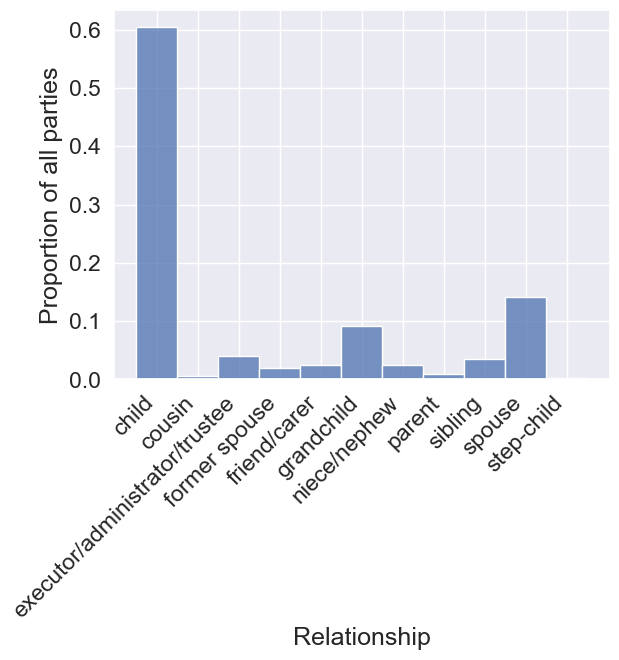 Proportion of all parties
0.6
0.5
0.4
0.3
0.2
0.1
0.0
child
cousin
executor/administrator/trustee
former spouse
friend/carer
grandchild
niece/nephew
parent
sibling
spouse
step-child
Relationship